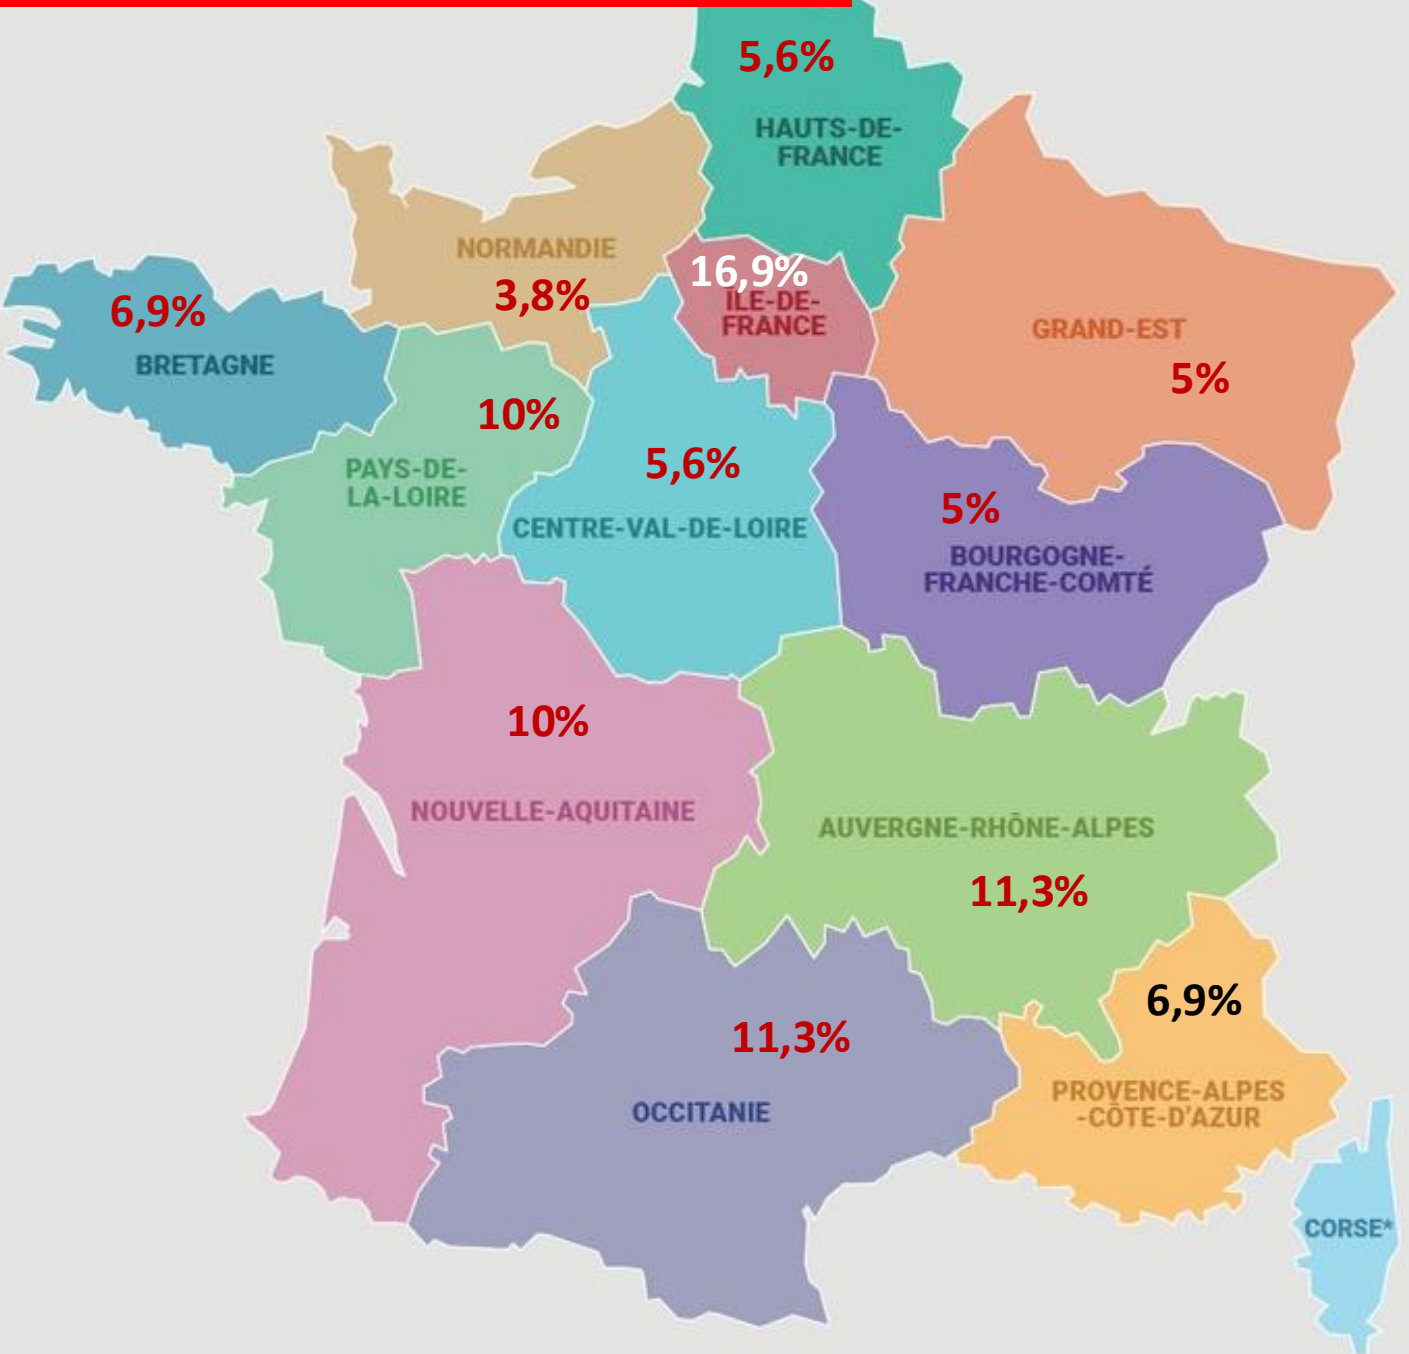 5,6%
HAUTS-DE-
FRANCE
NORMANDIE
3,8%
16,9%
ÎLE-DE-
FRANCE
6,9%
BRETAGNE
GRAND-EST
5%
10%
PAYS-DE-
LA-LOIRE
5,6%
CENTRE-VAL-DE-LOIRE
5%
BOURGOGNE-
FRANCHE-COMTÉ
10%
NOUVELLE-AQUITAINE
AUVERGNE-RHÔNE-ALPES
11,3%
11,3%
OCCITANIE
6,9%
PROVENCE-ALPES
-CÔTE-D'AZUR
CORSE*